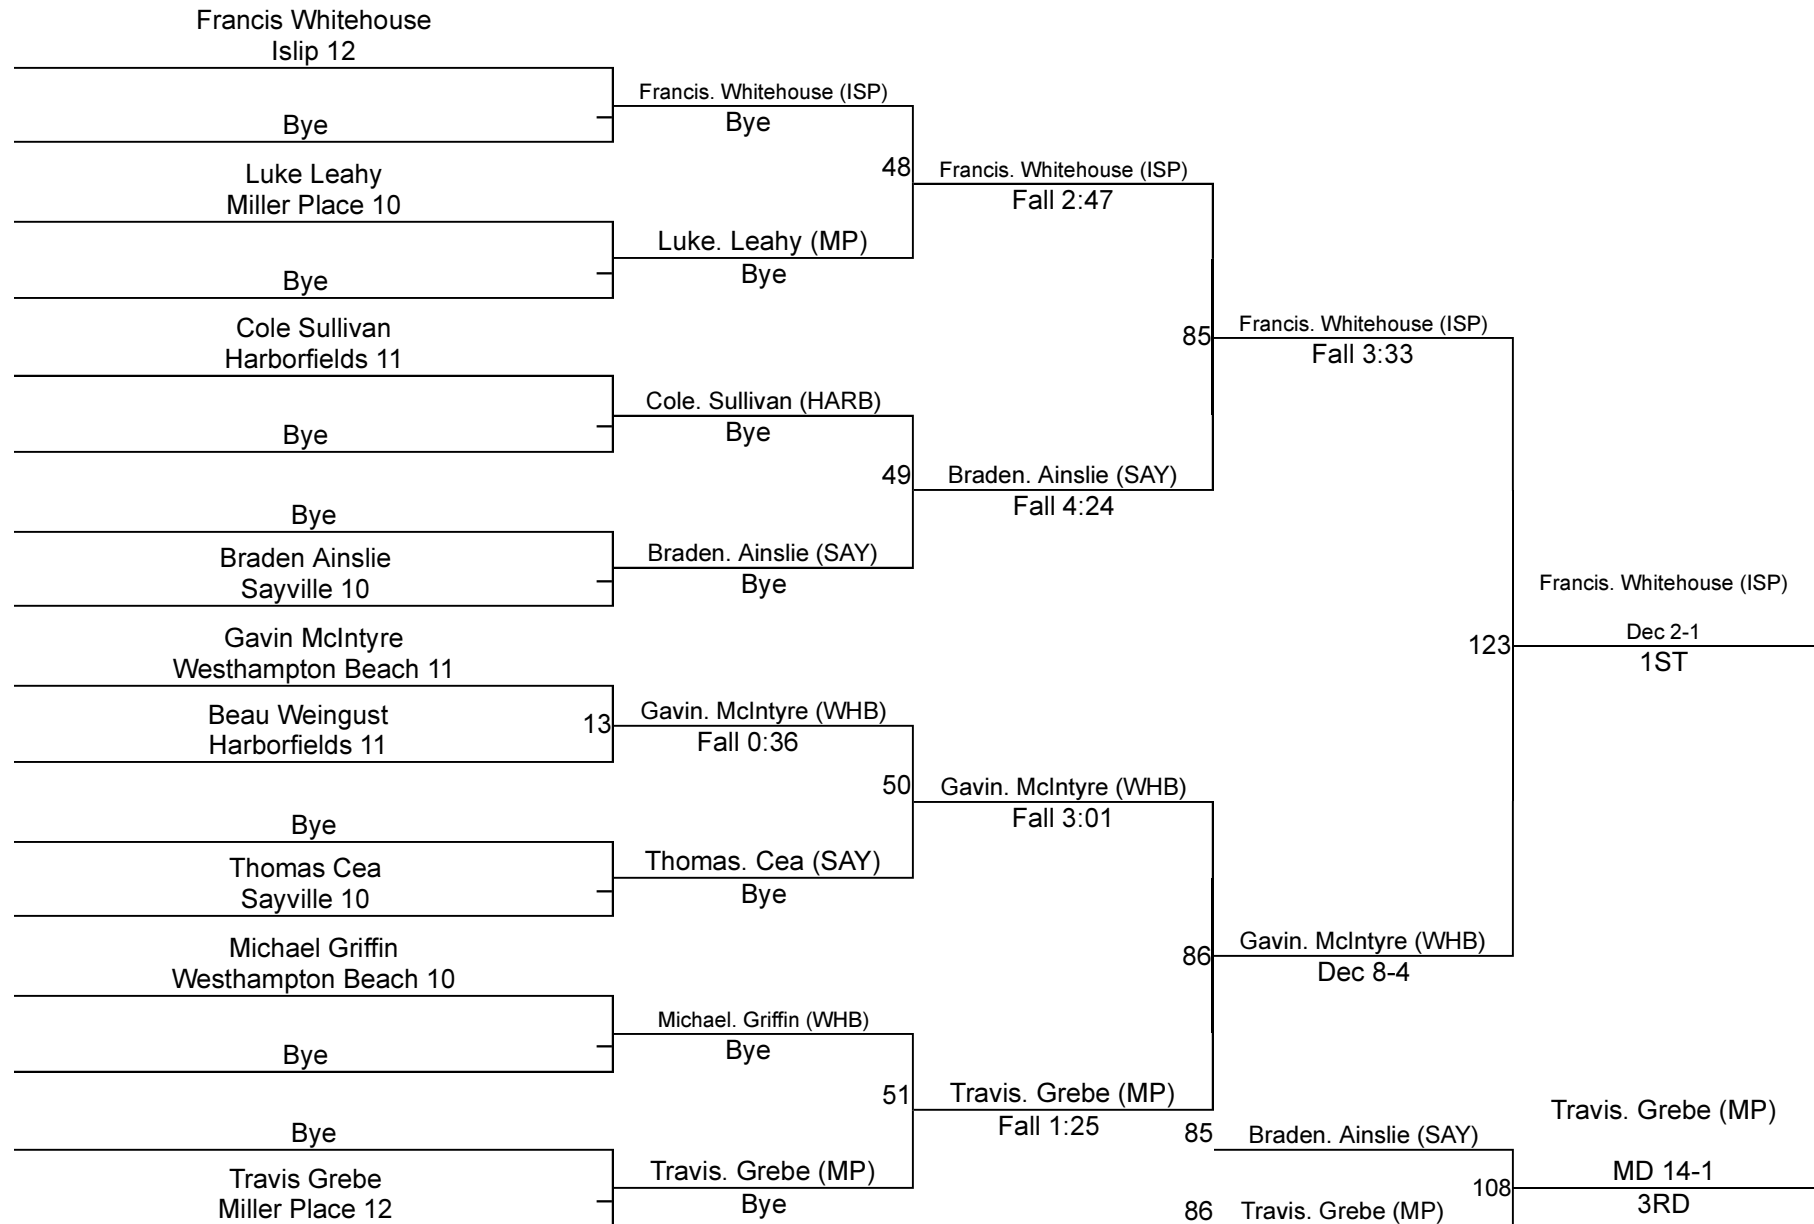 Francis Whitehouse
Islip 12
Bye
Luke Leahy
Miller Place 10
Bye
Cole Sullivan
Harborfields 11
Bye
Bye
Braden Ainslie
Sayville 10
Gavin McIntyre
Westhampton Beach 11
Beau Weingust
Harborfields 11
13
Bye
Thomas Cea
Sayville 10
Michael Griffin
Westhampton Beach 10
Bye
Bye
Travis Grebe
Miller Place 12
Francis. Whitehouse (ISP)
Bye
48
Luke. Leahy (MP)
Bye
Cole. Sullivan (HARB)
Bye
49
Braden. Ainslie (SAY)
Bye
Gavin. McIntyre (WHB)
Fall 0:36
50
Thomas. Cea (SAY)
Bye
Michael. Griffin (WHB)
Bye
51
Travis. Grebe (MP)
Bye
Francis. Whitehouse (ISP)
Fall 2:47
85
Braden. Ainslie (SAY)
Fall 4:24
Gavin. McIntyre (WHB)
Fall 3:01
86
Travis. Grebe (MP)
Fall 1:25
Francis. Whitehouse (ISP)
Fall 3:33
123
Gavin. McIntyre (WHB)
Dec 8-4
Francis. Whitehouse (ISP)
Dec 2-1
1ST
85 Braden. Ainslie (SAY)
108
86 Travis. Grebe (MP)
Travis. Grebe (MP)
MD 14-1
3RD